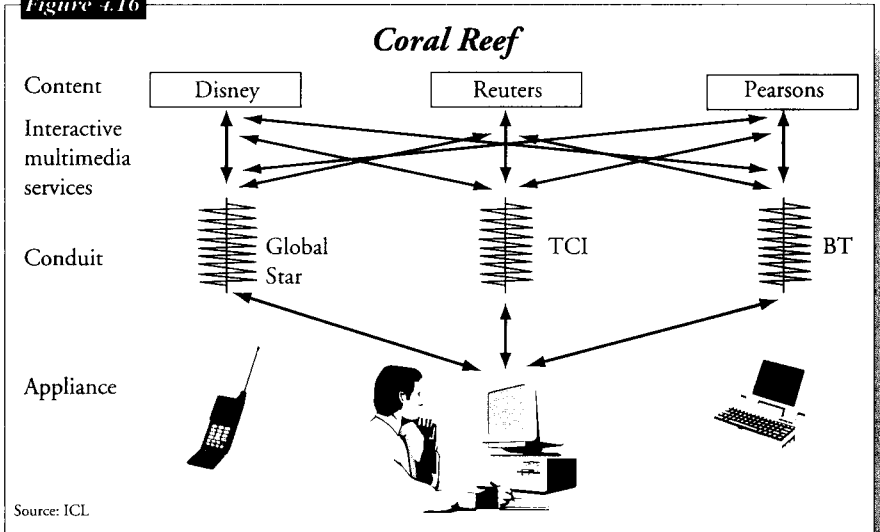 Figure 4.16
Coral Reef
Content
Disney
Reuters
Pearsons
Interactive
multimedia
services
Conduit
Global
Star
TCI
BT
Appliance
Source: ICL